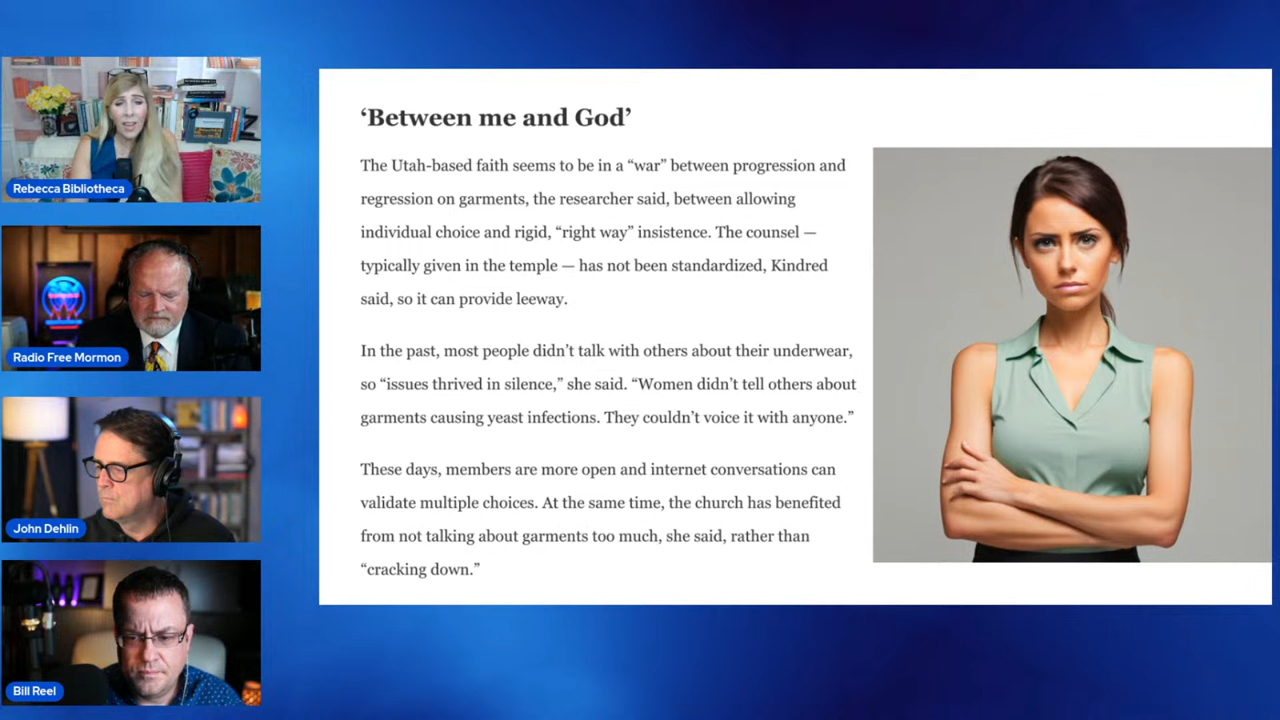 Rebecca Bibliotheca
Radio Free Mormon
John Dehlin
Bill Reel
‘Between me and God’
The Utah-based faith seems to be in a “war” between progression and
regression on garments, the researcher said, between allowing
individual choice and rigid, “right way” insistence. The counsel —
typically given in the temple — has not been standardized, Kindred
said, so it can provide leeway.
In the past, most people didn’t talk with others about their underwear,
so “issues thrived in silence,” she said. “Women didn’t tell others about
garments causing yeast infections. They couldn’t voice it with anyone.”
These days, members are more open and internet conversations can
validate multiple choices. At the same time, the church has benefited
from not talking about garments too much, she said, rather than
“cracking down.”